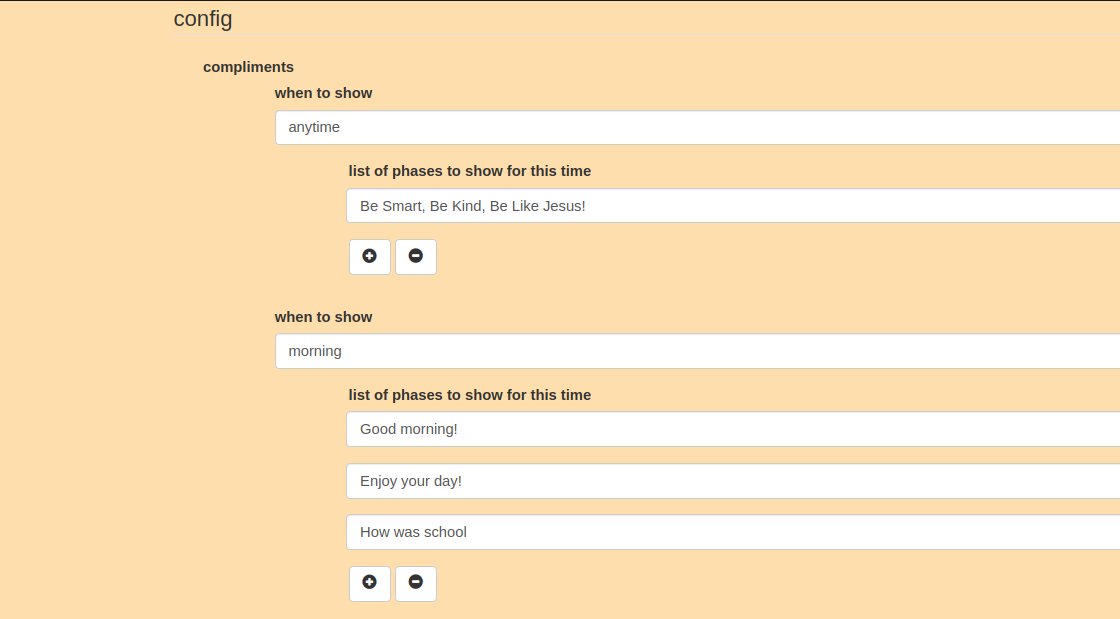 config
compliments
when to show
anytime
list of phases to show for this time
Be Smart, Be Kind, Be Like Jesus!
when to show
morning
list of phases to show for this time
Good morning!
Enjoy your day!
How was school